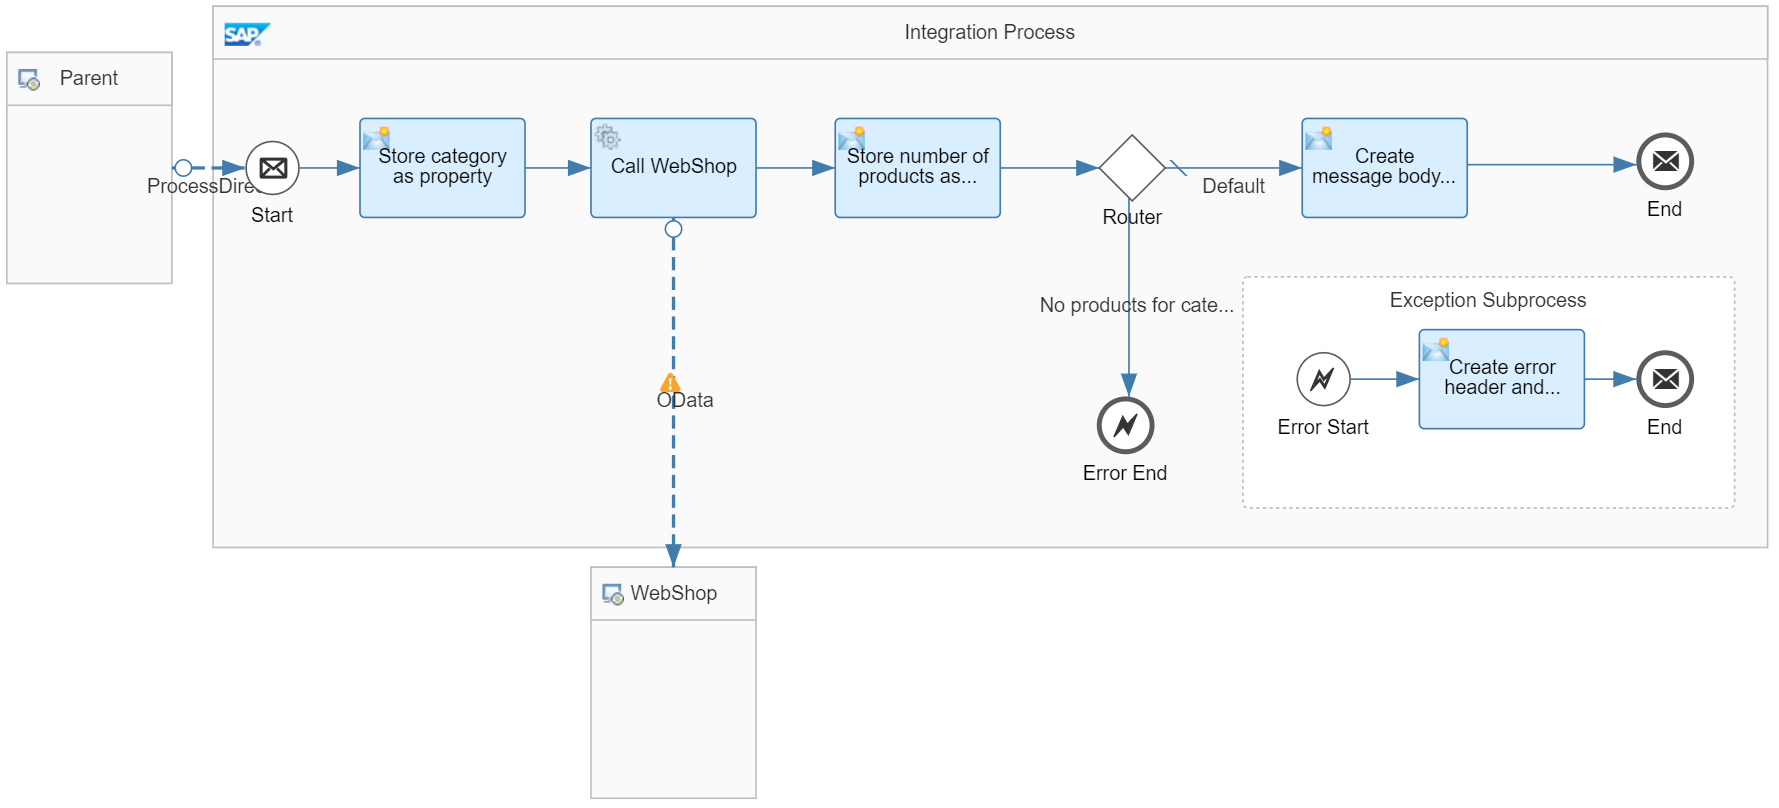 SAP
Integration Process
Parent
ProcessDirec
Start
Store category
as property
Call WebShop
Store number of
products as...
Router
Default
Create
message body...
End
No products for cate...
Error End
Exception Subprocess
Error Start
Create error
header and...
End
OData
WebShop